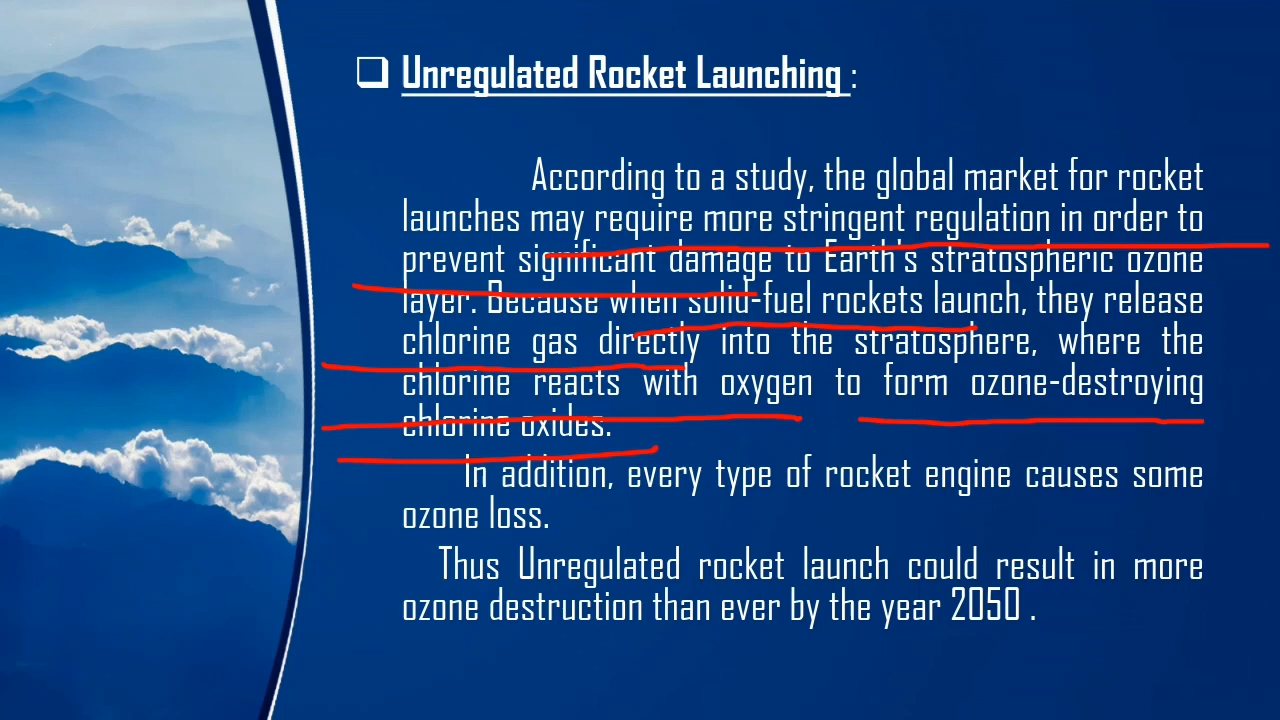 Unregulated Rocket Launching :
According to a study, the global market for rocket
launches may require more stringent regulation in order to
prevent significant damage to Earth's stratospheric ozone
layer. Because when solid-fuel rockets launch, they release
chlorine gas directly into the stratosphere, where the
chlorine reacts with oxygen to form ozone-destroying
chlorine oxides.
In addition, every type of rocket engine causes some
ozone loss.
Thus Unregulated rocket launch could result in more
ozone destruction than ever by the year 2050 .